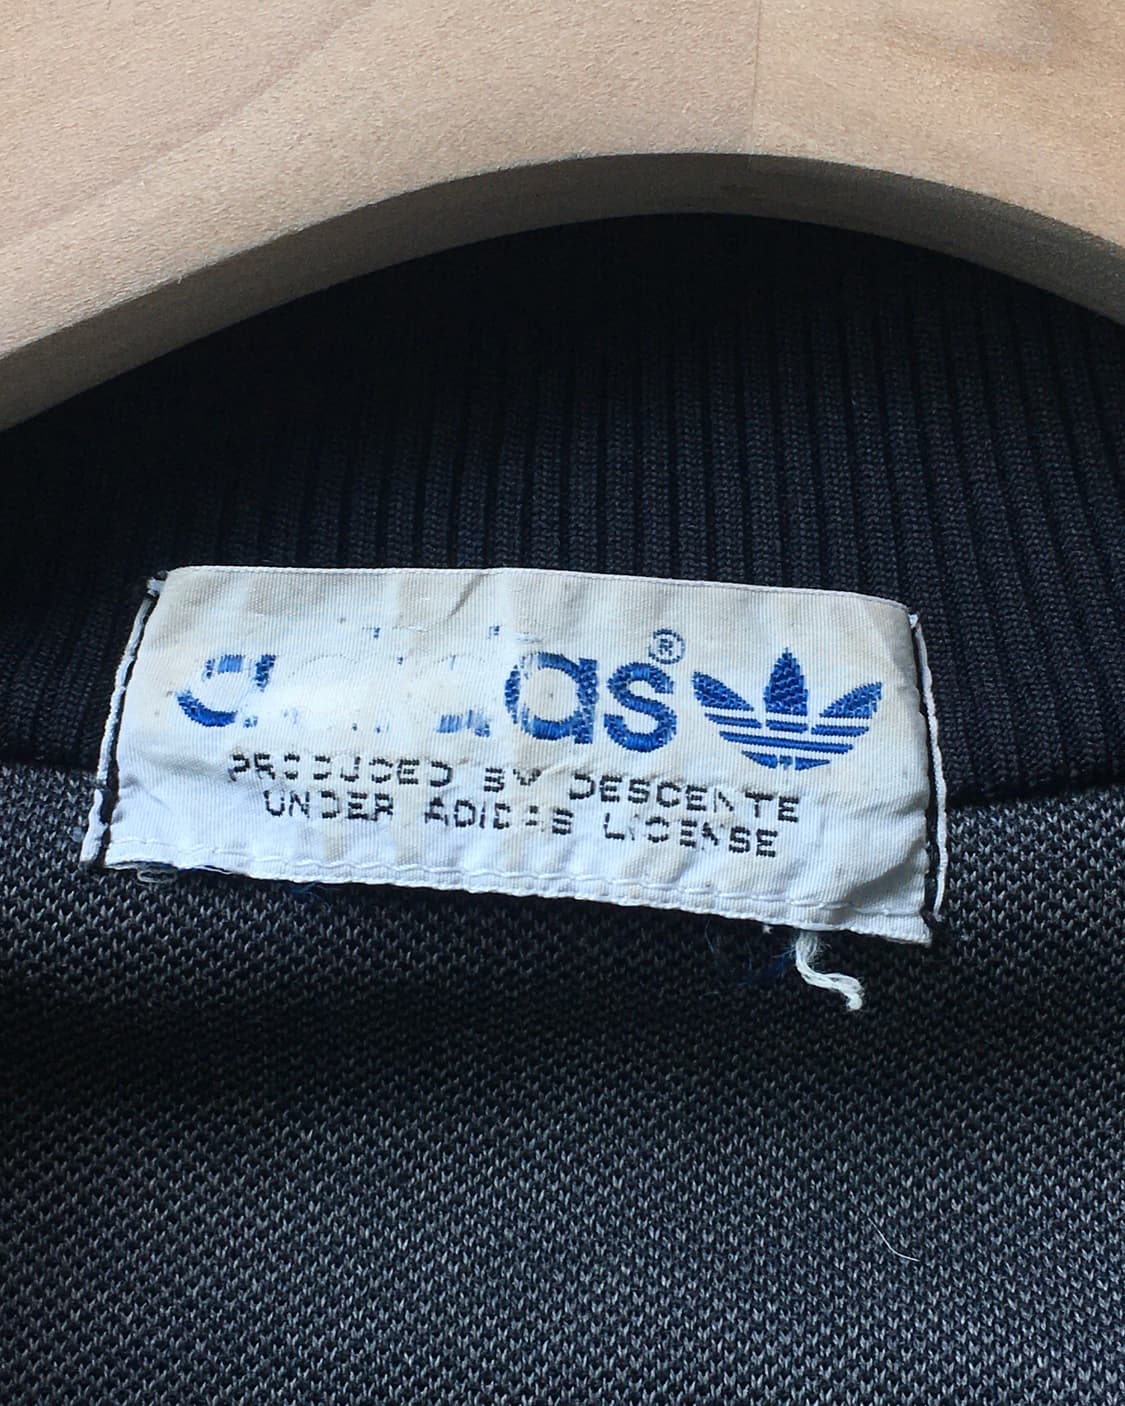 adidas®
PRODUCED BY DESCENTE
UNDER ADIDAS LICENSE